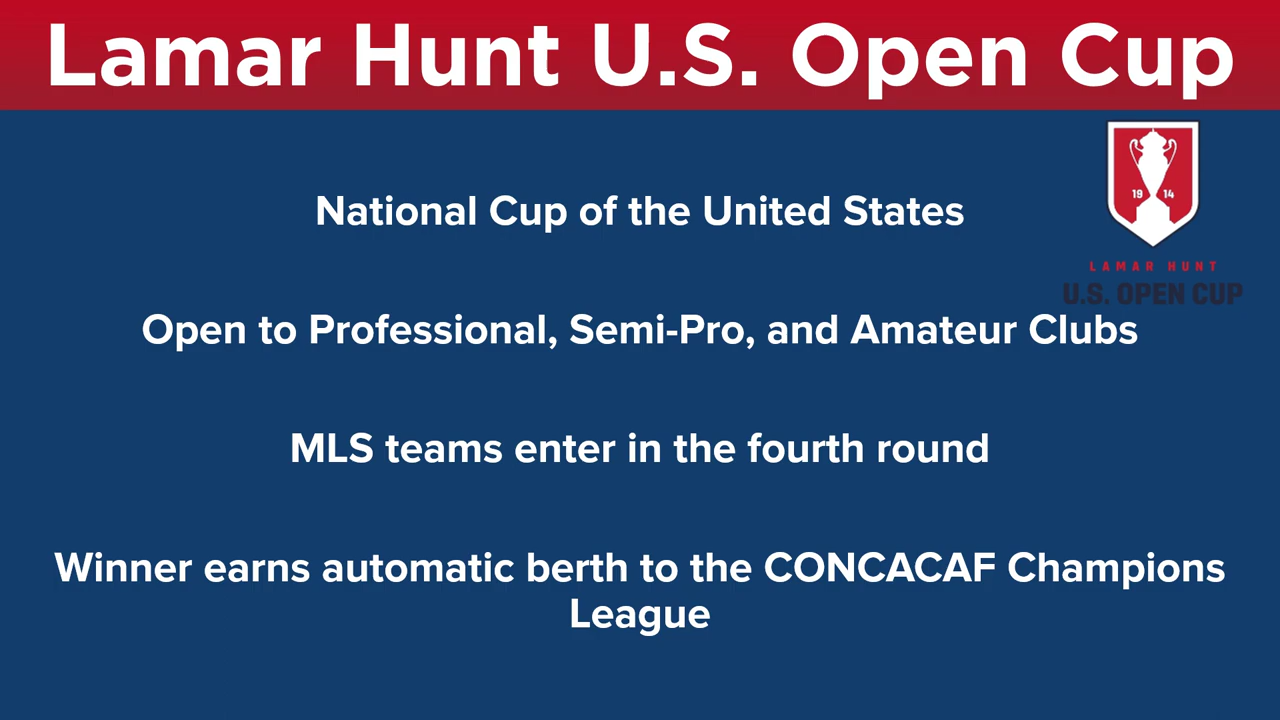 Lamar Hunt U.S. Open Cup
19 14
LAMAR HUNT
U.S. OPEN CUP
National Cup of the United States
Open to Professional, Semi-Pro, and Amateur Clubs
MLS teams enter in the fourth round
Winner earns automatic berth to the CONCACAF Champions
League